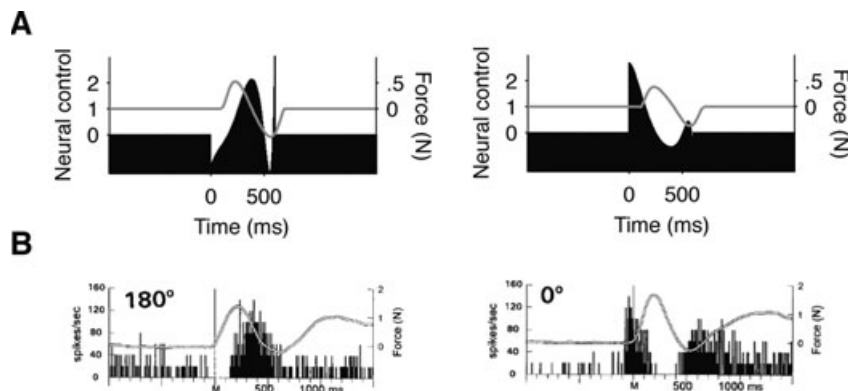 A
Neural control
2
1
0
.5
0
Force (N)
0 500
Time (ms)
Neural control
2
1
0
.5
0
Force (N)
0 500
Time (ms)
B
180°
spikes/sec
160
120
80
40
0
2
1
0
Force (N)
M 500 1000 ms
0°
spikes/sec
160
120
80
40
0
2
1
0
Force (N)
M 500 1000 ms